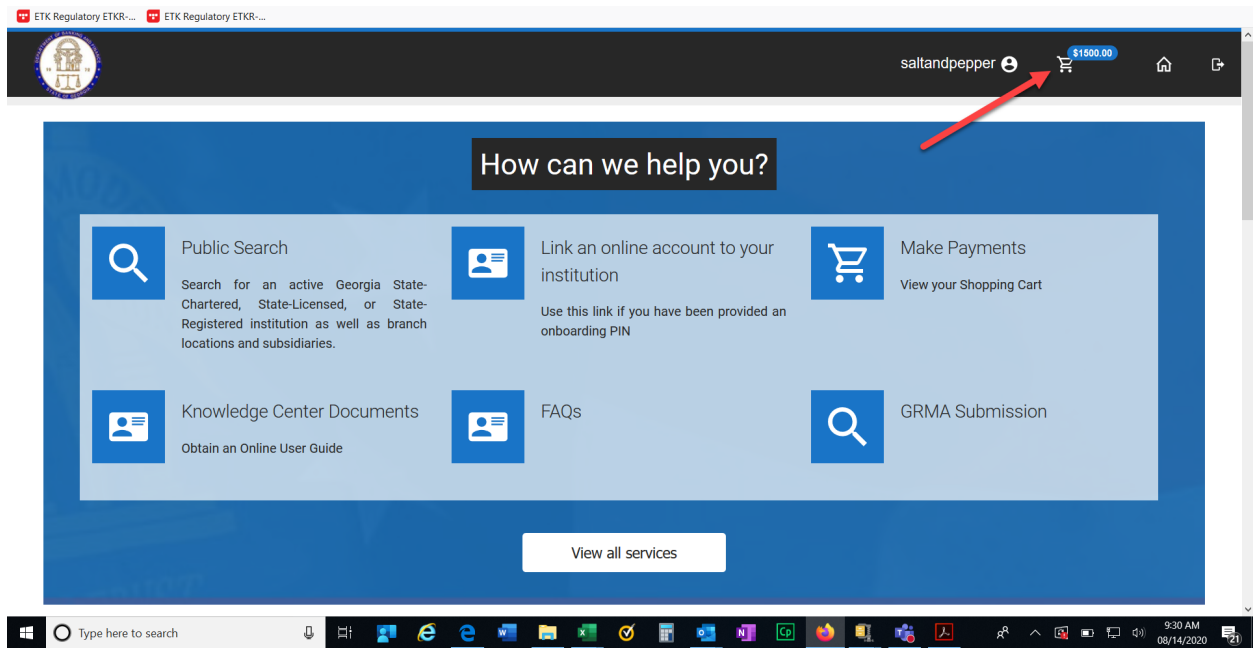 ETK Regulatory ETKR-... ETK Regulatory ETKR-...
saltandpepper $1500.00
How can we help you?
Public Search
Search for an active Georgia State-
Chartered, State-Licensed, or State-
Registered institution as well as branch
locations and subsidiaries.
Link an online account to your
institution
Use this link if you have been provided an
onboarding PIN
Make Payments
View your Shopping Cart
Knowledge Center Documents
Obtain an Online User Guide
FAQs
GRMA Submission
View all services
Type here to search
9:30 AM
08/14/2020
21